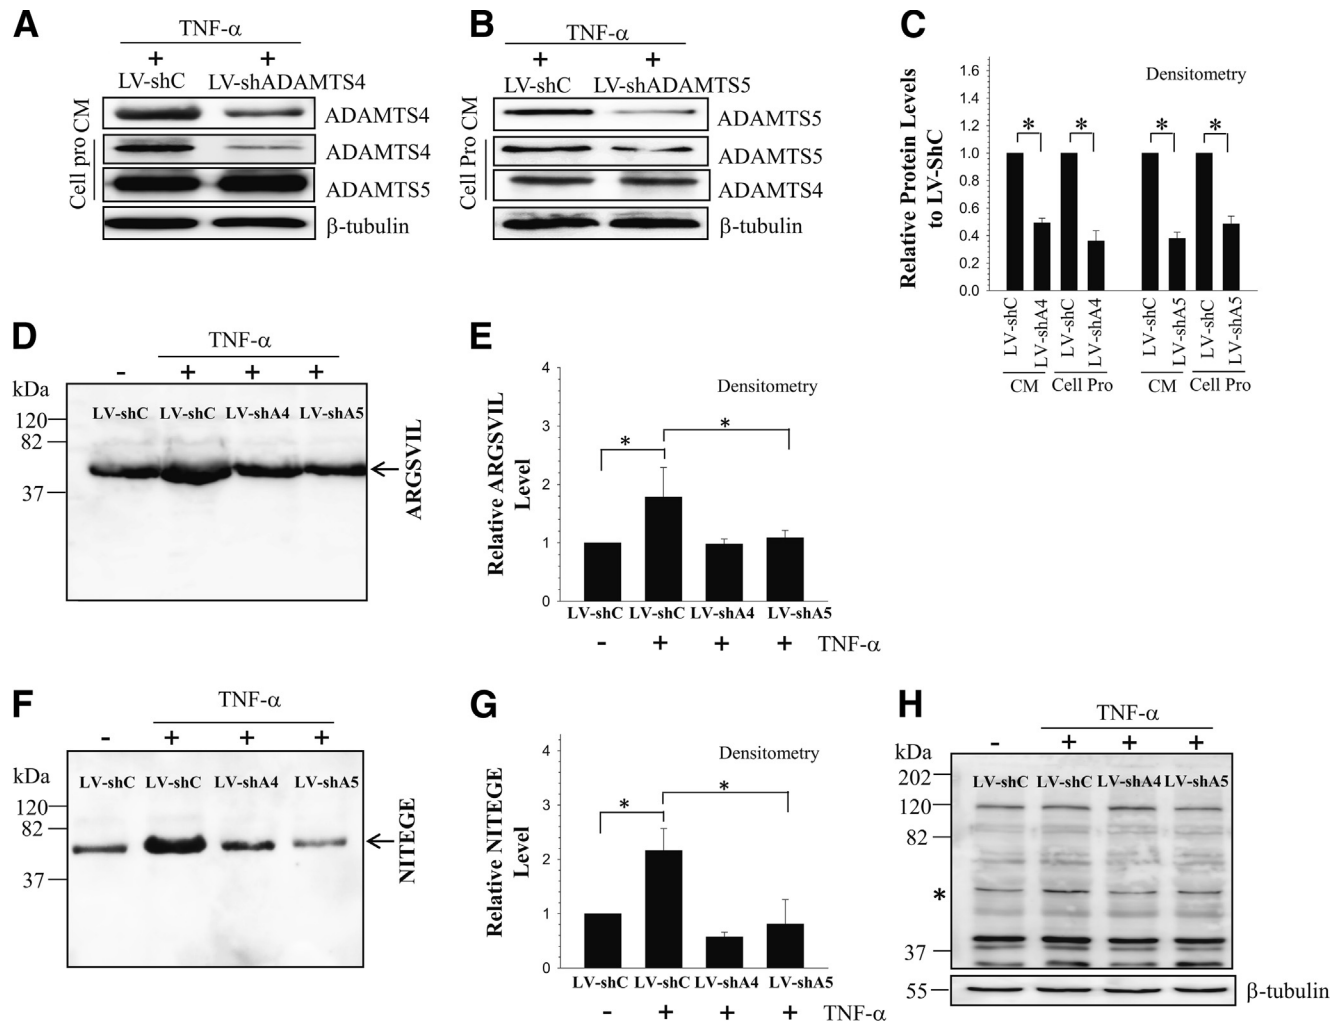 A
TNF-α
+ +
LV-shC LV-shADAMTS4
CM
Cell pro
ADAMTS4
ADAMTS4
ADAMTS5
β-tubulin
B
TNF-α
+ +
LV-shC LV-shADAMTS5
CM
Cell Pro
ADAMTS5
ADAMTS5
ADAMTS4
β-tubulin
C
Densitometry
Relative Protein Levels
to LV-ShC
1.6
1.4
1.2
1.0
0.8
0.6
0.4
0.2
0.0
* * * *
LV-shC LV-shA4 LV-shC LV-shA4 LV-shC LV-shA5 LV-shC LV-shA5
CM Cell Pro CM Cell Pro
D
TNF-α
- + + +
kDa
LV-shC LV-shC LV-shA4 LV-shA5
120
82
37
ARGSVIL
E
Densitometry
Relative ARGSVIL
Level
4
3
2
1
0
* *
LV-shC LV-shC LV-shA4 LV-shA5
- + + + TNF-α
F
TNF-α
- + + +
kDa
LV-shC LV-shC LV-shA4 LV-shA5
120
82
37
NITEGE
G
Densitometry
Relative NITEGE
Level
4
3
2
1
0
* *
LV-shC LV-shC LV-shA4 LV-shA5
- + + + TNF-α
H
TNF-α
- + + +
kDa
LV-shC LV-shC LV-shA4 LV-shA5
202
120
82
*
37
55
β-tubulin